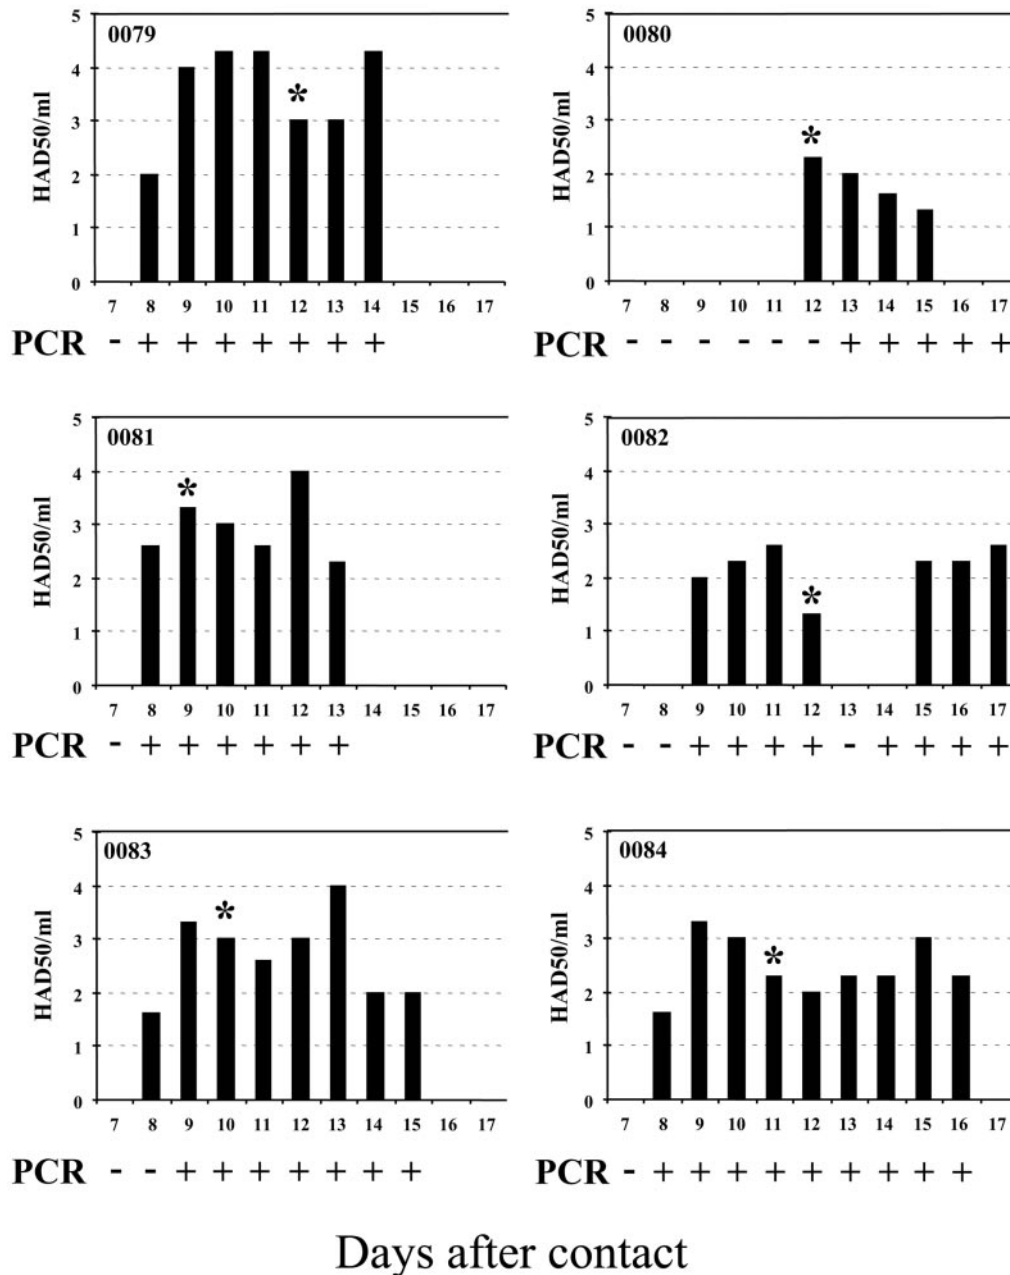 0079
HAD50/ml
5
4
3
2
1
0
*
7 8 9 10 11 12 13 14 15 16 17
PCR - + + + + + + +
0080
HAD50/ml
5
4
3
2
1
0
*
7 8 9 10 11 12 13 14 15 16 17
PCR - - - - - - + + + + +
0081
HAD50/ml
5
4
3
2
1
0
*
7 8 9 10 11 12 13 14 15 16 17
PCR - + + + + + +
0082
HAD50/ml
5
4
3
2
1
0
*
7 8 9 10 11 12 13 14 15 16 17
PCR - - + + + + - + + + +
0083
HAD50/ml
5
4
3
2
1
0
*
7 8 9 10 11 12 13 14 15 16 17
PCR - - + + + + + + +
0084
HAD50/ml
5
4
3
2
1
0
*
7 8 9 10 11 12 13 14 15 16 17
PCR - + + + + + + + + +
Days after contact